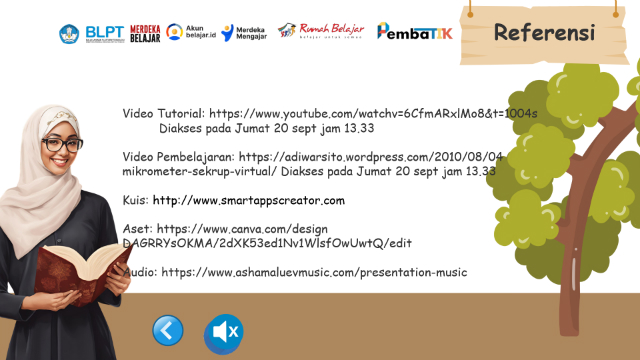 BLPT
MERDEKA
BELAJAR
Akun
belajar.id
Merdeka
Mengajar
Rumah Belajar
belajar untuk semua
PembaTIK
Referensi
Video Tutorial: https://www.youtube.com/watchv=6CfmARxlMo8&t=1004s
Diakses pada Jumat 20 sept jam 13.33
Video Pembelajaran: https://adiwarsito.wordpress.com/2010/08/04
mikrometer-sekrup-virtual/ Diakses pada Jumat 20 sept jam 13.33
Kuis: http://www.smartappscreator.com
Aset: https://www.canva.com/design
DAGRRYsOKMA/2dXK53ed1Nv1WlsfOwUwtQ/edit
Audio: https://www.ashamaluevmusic.com/presentation-music